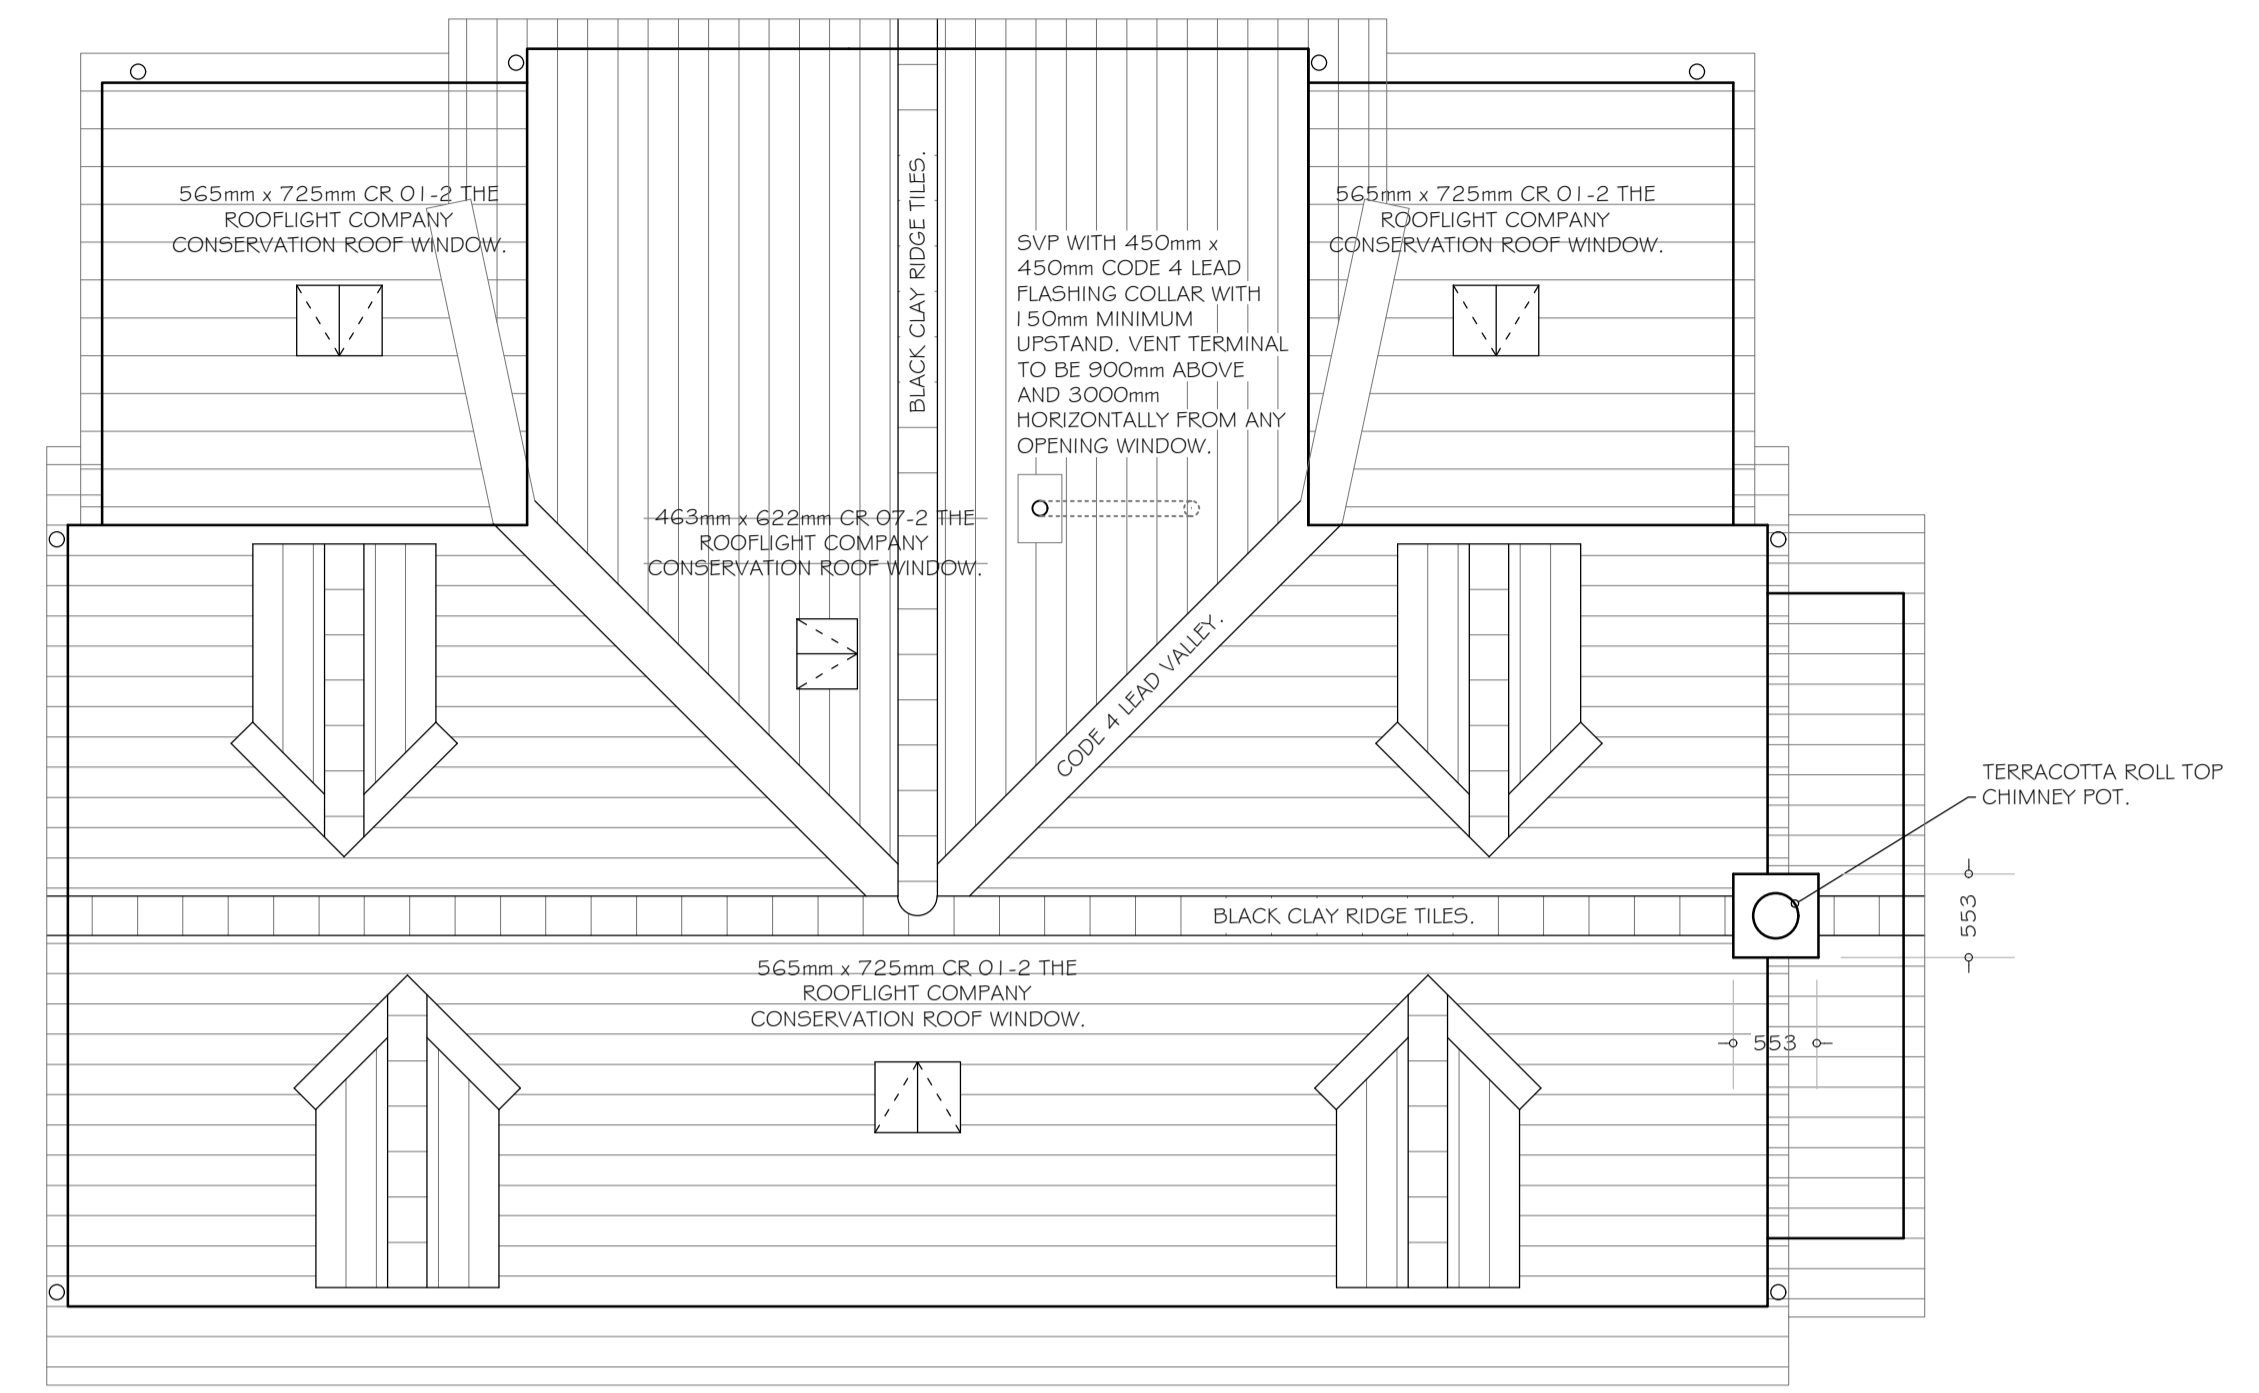 565mm x 725mm CR 01-2 THE
ROOFLIGHT COMPANY
CONSERVATION ROOF WINDOW.
BLACK CLAY RIDGE TILES.
SVP WITH 450mm x
450mm CODE 4 LEAD
FLASHING COLLAR WITH
150mm MINIMUM
UPSTAND. VENT TERMINAL
TO BE 900mm ABOVE
AND 3000mm
HORIZONTALLY FROM ANY
OPENING WINDOW.
565mm x 725mm CR 01-2 THE
ROOFLIGHT COMPANY
CONSERVATION ROOF WINDOW.
463mm x 622mm CR 07-2 THE
ROOFLIGHT COMPANY
CONSERVATION ROOF WINDOW.
CODE 4 LEAD VALLEY.
TERRACOTTA ROLL TOP
CHIMNEY POT.
BLACK CLAY RIDGE TILES.
553
565mm x 725mm CR 01-2 THE
ROOFLIGHT COMPANY
CONSERVATION ROOF WINDOW.
553